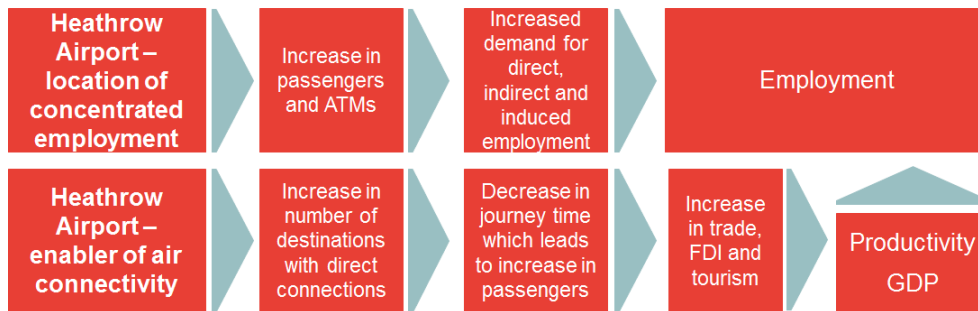 Heathrow
Airport –
location of
concentrated
employment
Increase in
passengers
and ATMs
Increased
demand for
direct,
indirect and
induced
employment
Employment
Heathrow
Airport –
enabler of air
connectivity
Increase in
number of
destinations
with direct
connections
Decrease in
journey time
which leads
to increase in
passengers
Increase
in trade,
FDI and
tourism
Productivity
GDP